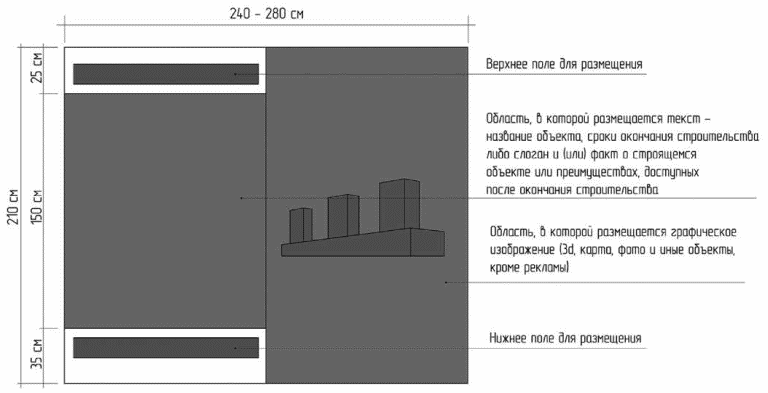 240 – 280 см
25 см
150 см
210 см
35 см
Верхнее поле для размещения
Область, в которой размещается текст –
название объекта, сроки окончания строительства
либо слоган и (или) факт о строящемся
объекте или преимуществах, доступных
после окончания строительства
Область, в которой размещается графическое
изображение (3d, карта, фото и иные объекты,
кроме рекламы)
Нижнее поле для размещения